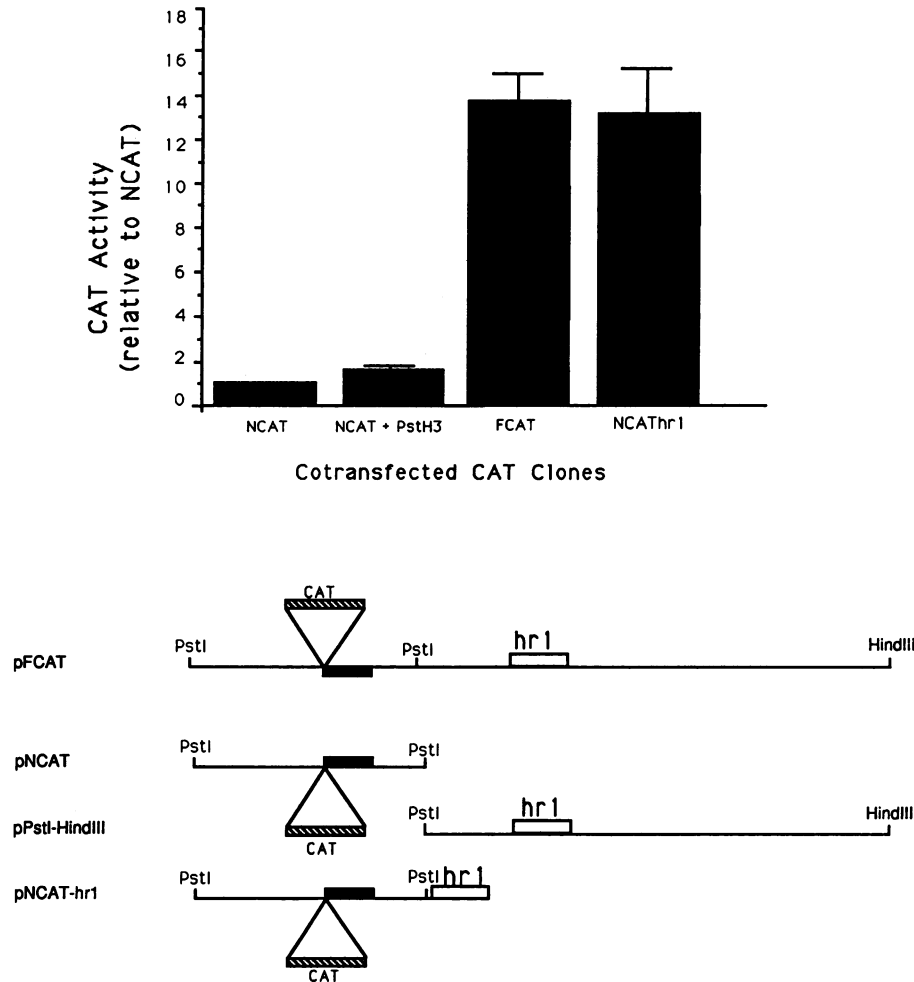 18
16
14
12
10
8
6
4
2
0
CAT Activity
(relative to NCAT)
NCAT
NCAT + PstH3
FCAT
NCAThr1
Cotransfected CAT Clones
CAT
pFCAT
PstI
PstI
hr1
HindIII
pNCAT
PstI
PstI
CAT
pPstI-HindIII
PstI
hr1
HindIII
pNCAT-hr1
PstI
PstI
hr1
CAT